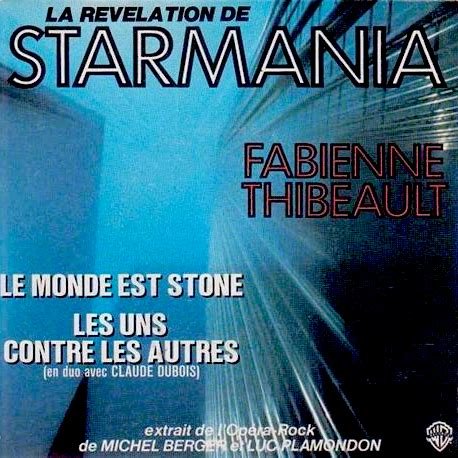 LA REVELATION DE
STARMANIA
FABIENNE
THIBEAULT
LE MONDE EST STONE
LES UNS
CONTRE LES AUTRES
(en duo avec CLAUDE DUBOIS)
extrait de l'Opéra-Rock
de MICHEL BERGER et LUC PLAMONDON